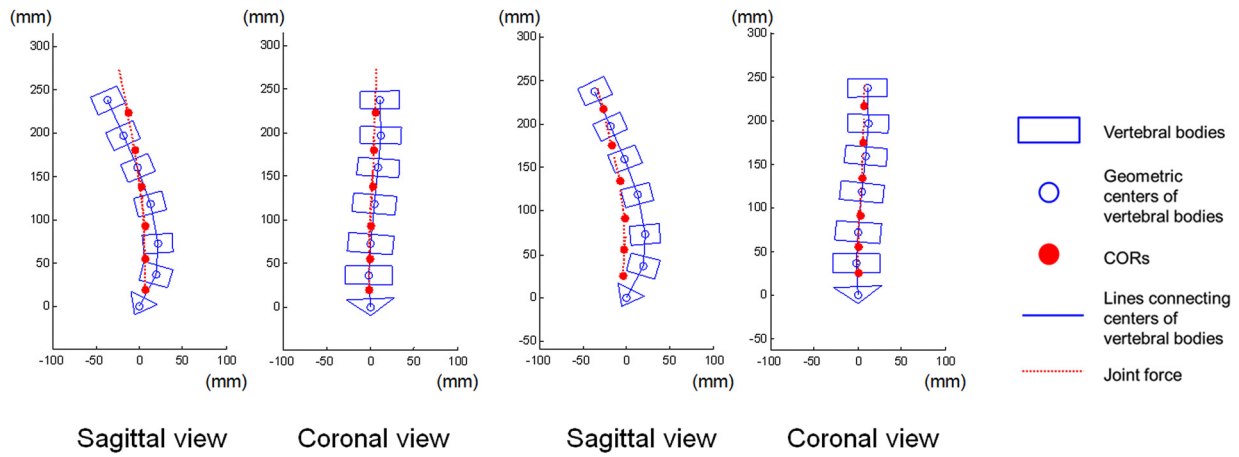 (mm)
300
250
200
150
100
50
0
-100
-50
0
50
100
(mm)
Sagittal view
(mm)
300
250
200
150
100
50
0
-100
-50
0
50
100
(mm)
Coronal view
(mm)
300
250
200
150
100
50
0
-50
-100
-50
0
50
100
(mm)
Sagittal view
(mm)
300
250
200
150
100
50
0
-50
-100
-50
0
50
100
(mm)
Coronal view
Vertebral bodies
Geometric
centers of
vertebral bodies
CORs
Lines connecting
centers of
vertebral bodies
Joint force